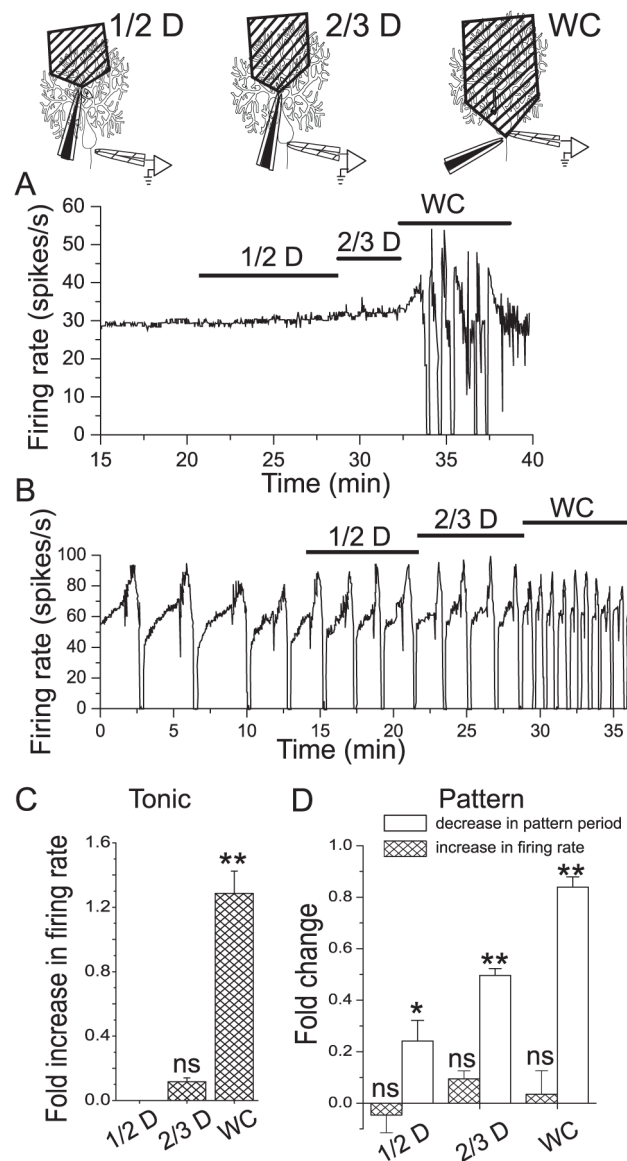 1/2 D
2/3 D
WC
A
WC
2/3 D
1/2 D
Firing rate (spikes/s)
60
50
40
30
20
10
0
15 20 25 30 35 40
Time (min)
B
WC
2/3 D
1/2 D
Firing rate (spikes/s)
100
80
60
40
20
0
0 5 10 15 20 25 30 35
Time (min)
C
Tonic
Fold increase in firing rate
1.6
1.2
0.8
0.4
0.0
ns
**
1/2 D 2/3 D WC
D
Pattern
decrease in pattern period
increase in firing rate
Fold change
1.0
0.8
0.6
0.4
0.2
0.0
ns
*
ns
**
ns
**
1/2 D 2/3 D WC